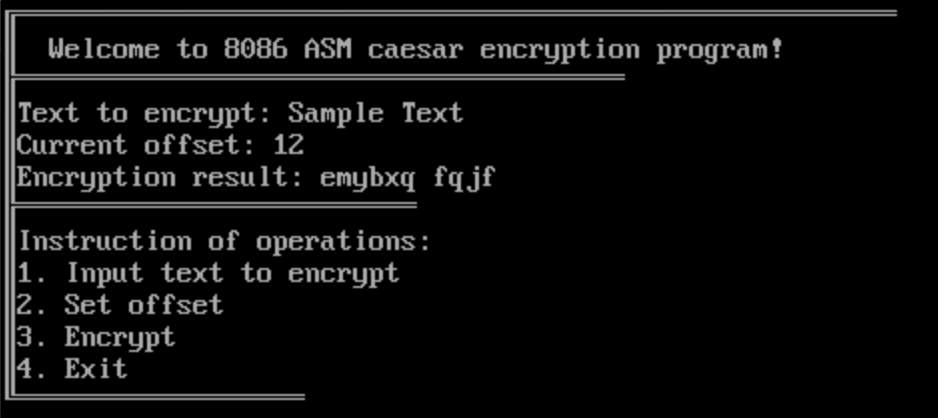 Welcome to 8086 ASM caesar encryption program!
Text to encrypt: Sample Text
Current offset: 12
Encryption result: emybxq fqjf
Instruction of operations:
1. Input text to encrypt
2. Set offset
3. Encrypt
4. Exit